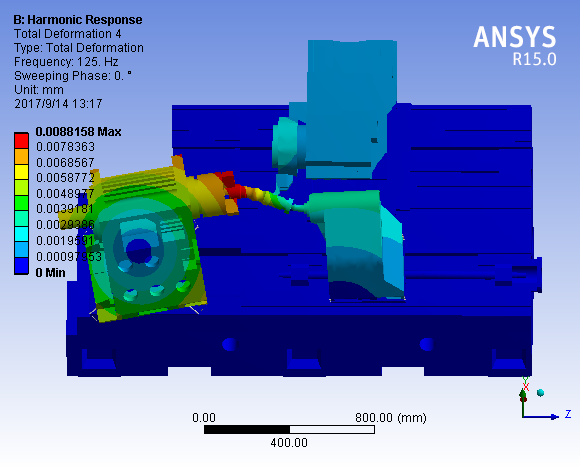 B: Harmonic Response
Total Deformation 4
Type: Total Deformation
Frequency: 125. Hz
Sweeping Phase: 0. °
Unit: mm
2017/9/14 13:17
ANSYS
R15.0
0.0088158 Max
0.0078363
0.0068567
0.0058772
0.0048977
0.0039181
0.0029386
0.0019591
0.00097953
0 Min
0.00
800.00 (mm)
400.00
X
Z